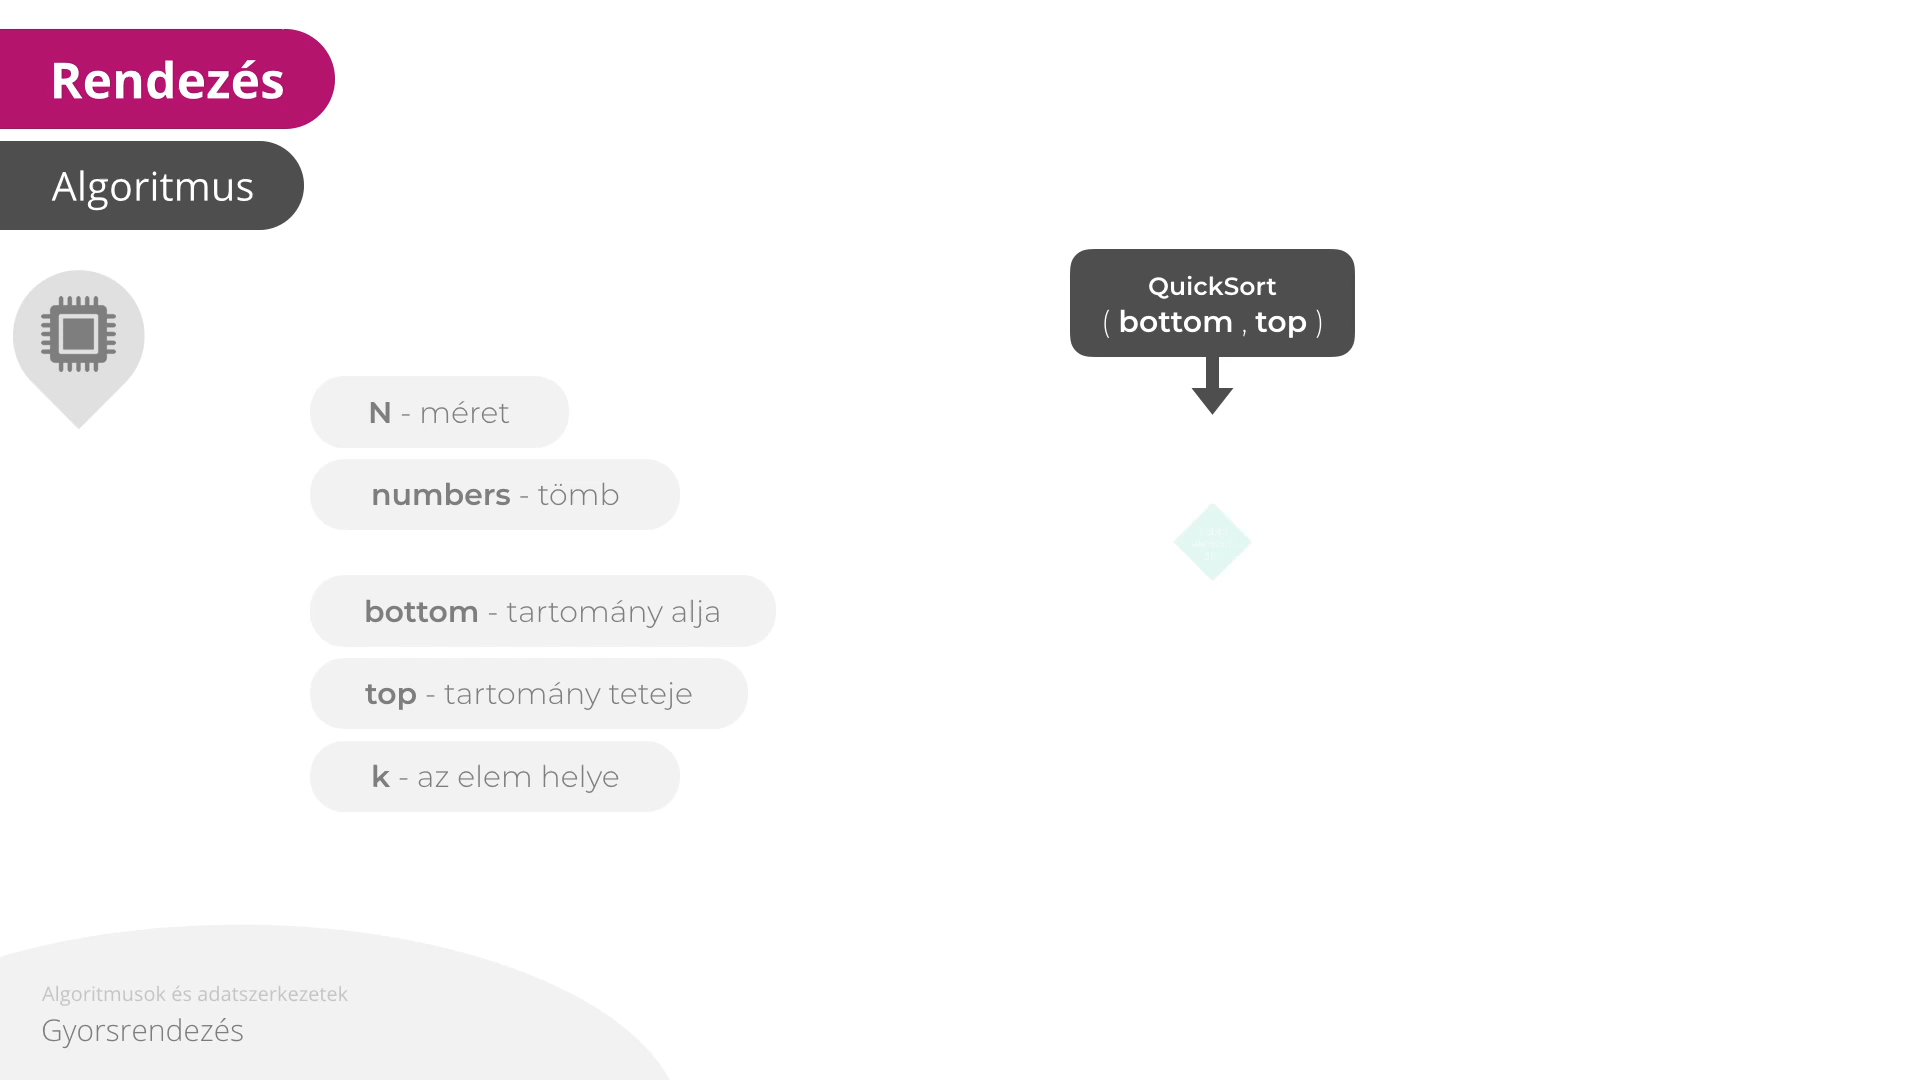 Rendezés
Algoritmus
QuickSort
( bottom , top )
N - méret
numbers - tömb
bottom - tartomány alja
top - tartomány teteje
k - az elem helye
Algoritmusok és adatszerkezetek
Gyorsrendezés